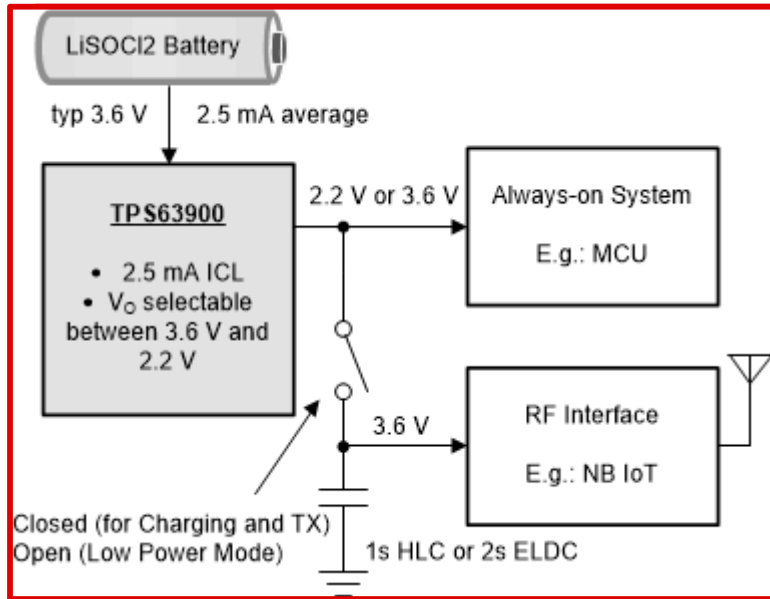 LiSOCl2 Battery
typ 3.6 V
2.5 mA average
TPS63900
• 2.5 mA ICL
• VO selectable
between 3.6 V and
2.2 V
2.2 V or 3.6 V
Always-on System
E.g.: MCU
3.6 V
RF Interface
E.g.: NB IoT
Closed (for Charging and TX)
Open (Low Power Mode)
1s HLC or 2s ELDC